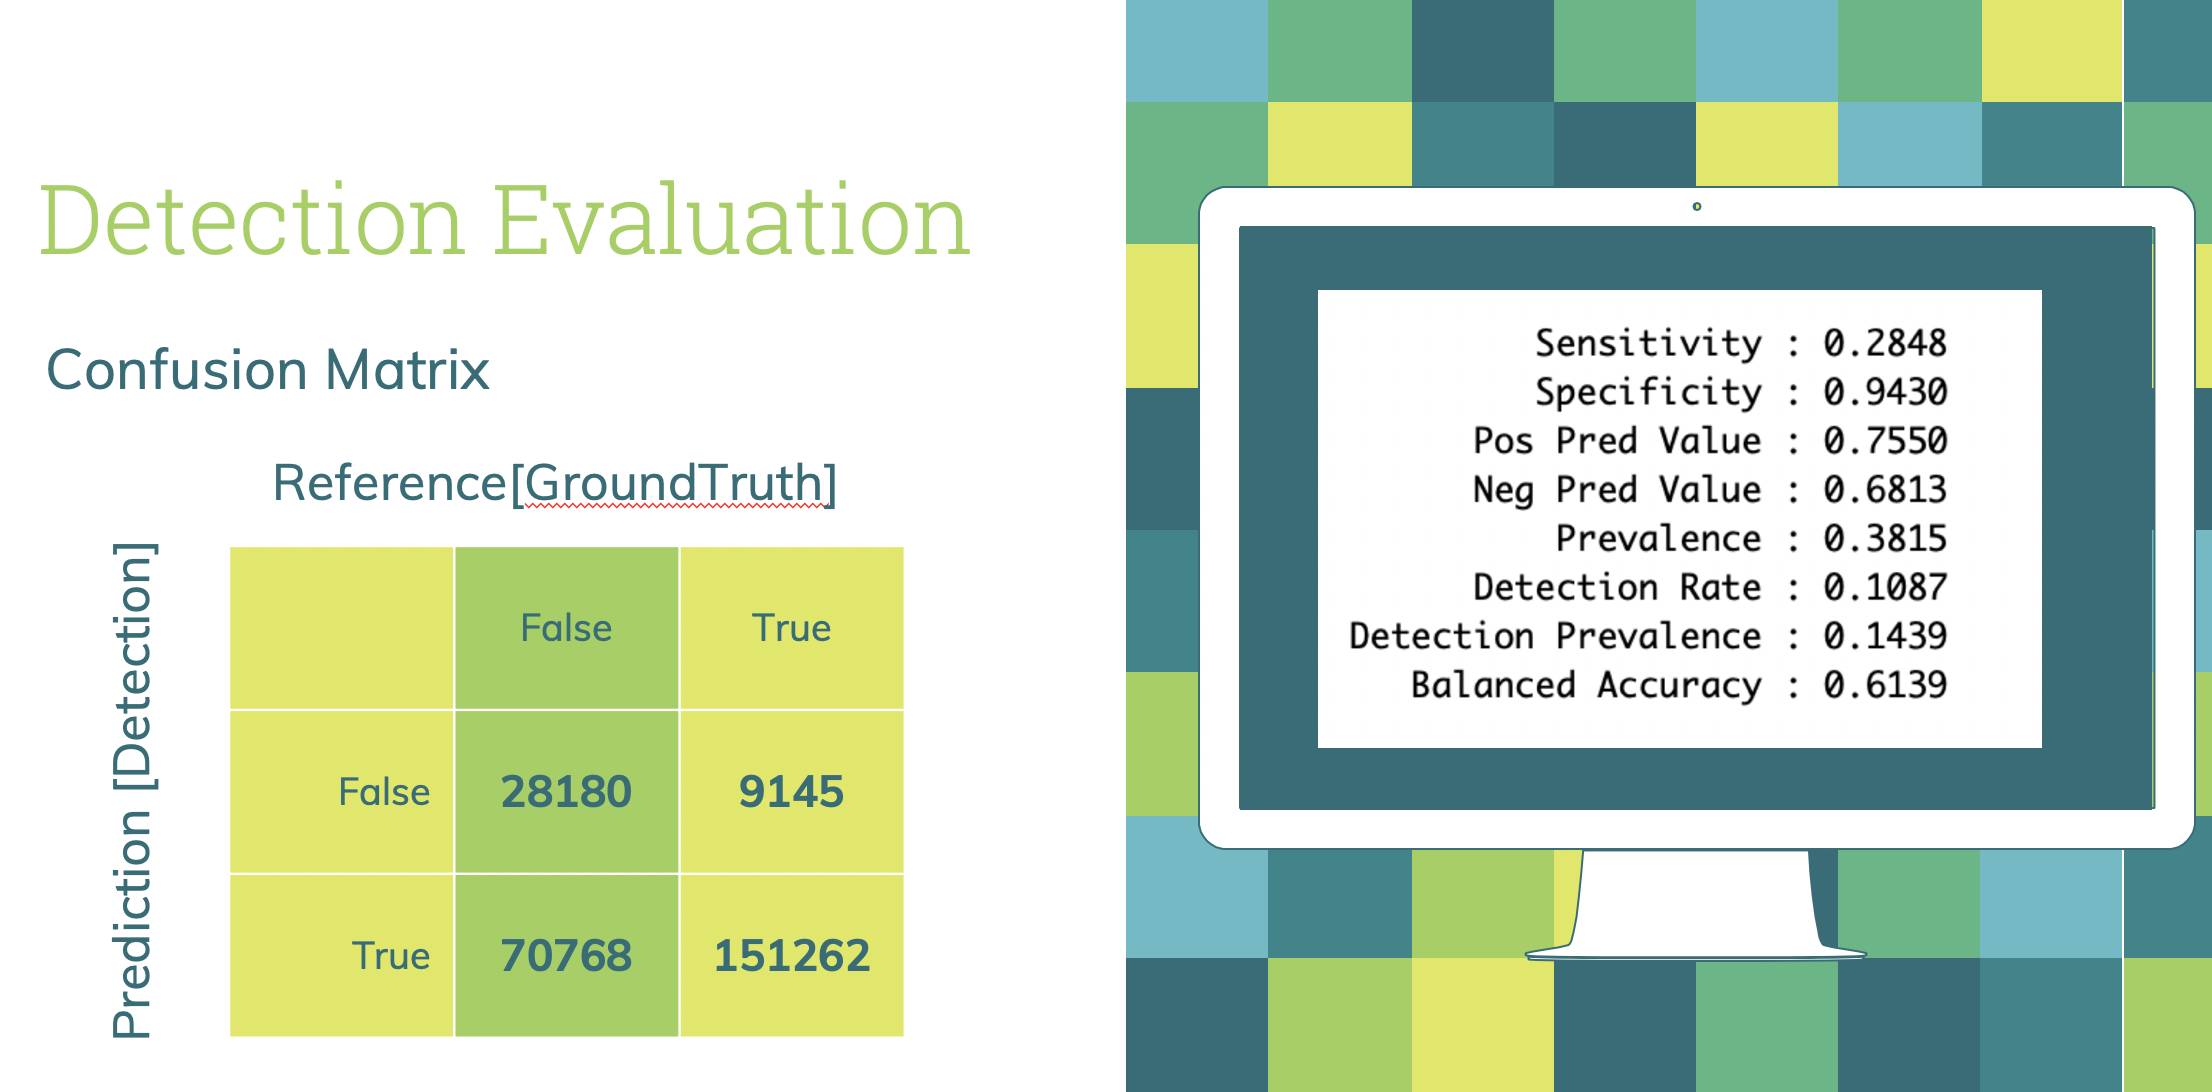 Detection Evaluation
Confusion Matrix
Reference[GroundTruth]
Prediction [Detection]
False True
False 28180 9145
True 70768 151262
Sensitivity : 0.2848
Specificity : 0.9430
Pos Pred Value : 0.7550
Neg Pred Value : 0.6813
Prevalence : 0.3815
Detection Rate : 0.1087
Detection Prevalence : 0.1439
Balanced Accuracy : 0.6139